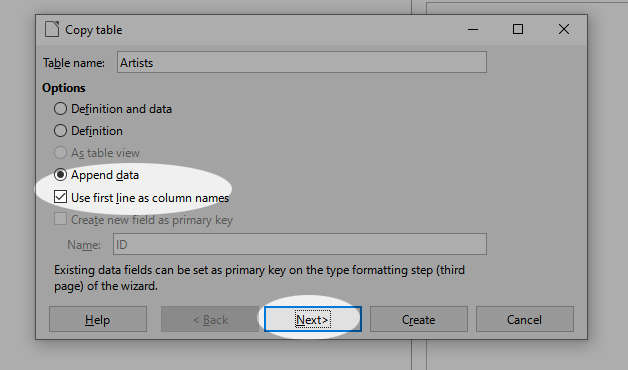 Copy table
Table name: Artists
Options
Definition and data
Definition
As table view
Append data
Use first line as column names
Create new field as primary key
Name: ID
Existing data fields can be set as primary key on the type formatting step (third
page) of the wizard.
Help < Back Next> Create Cancel